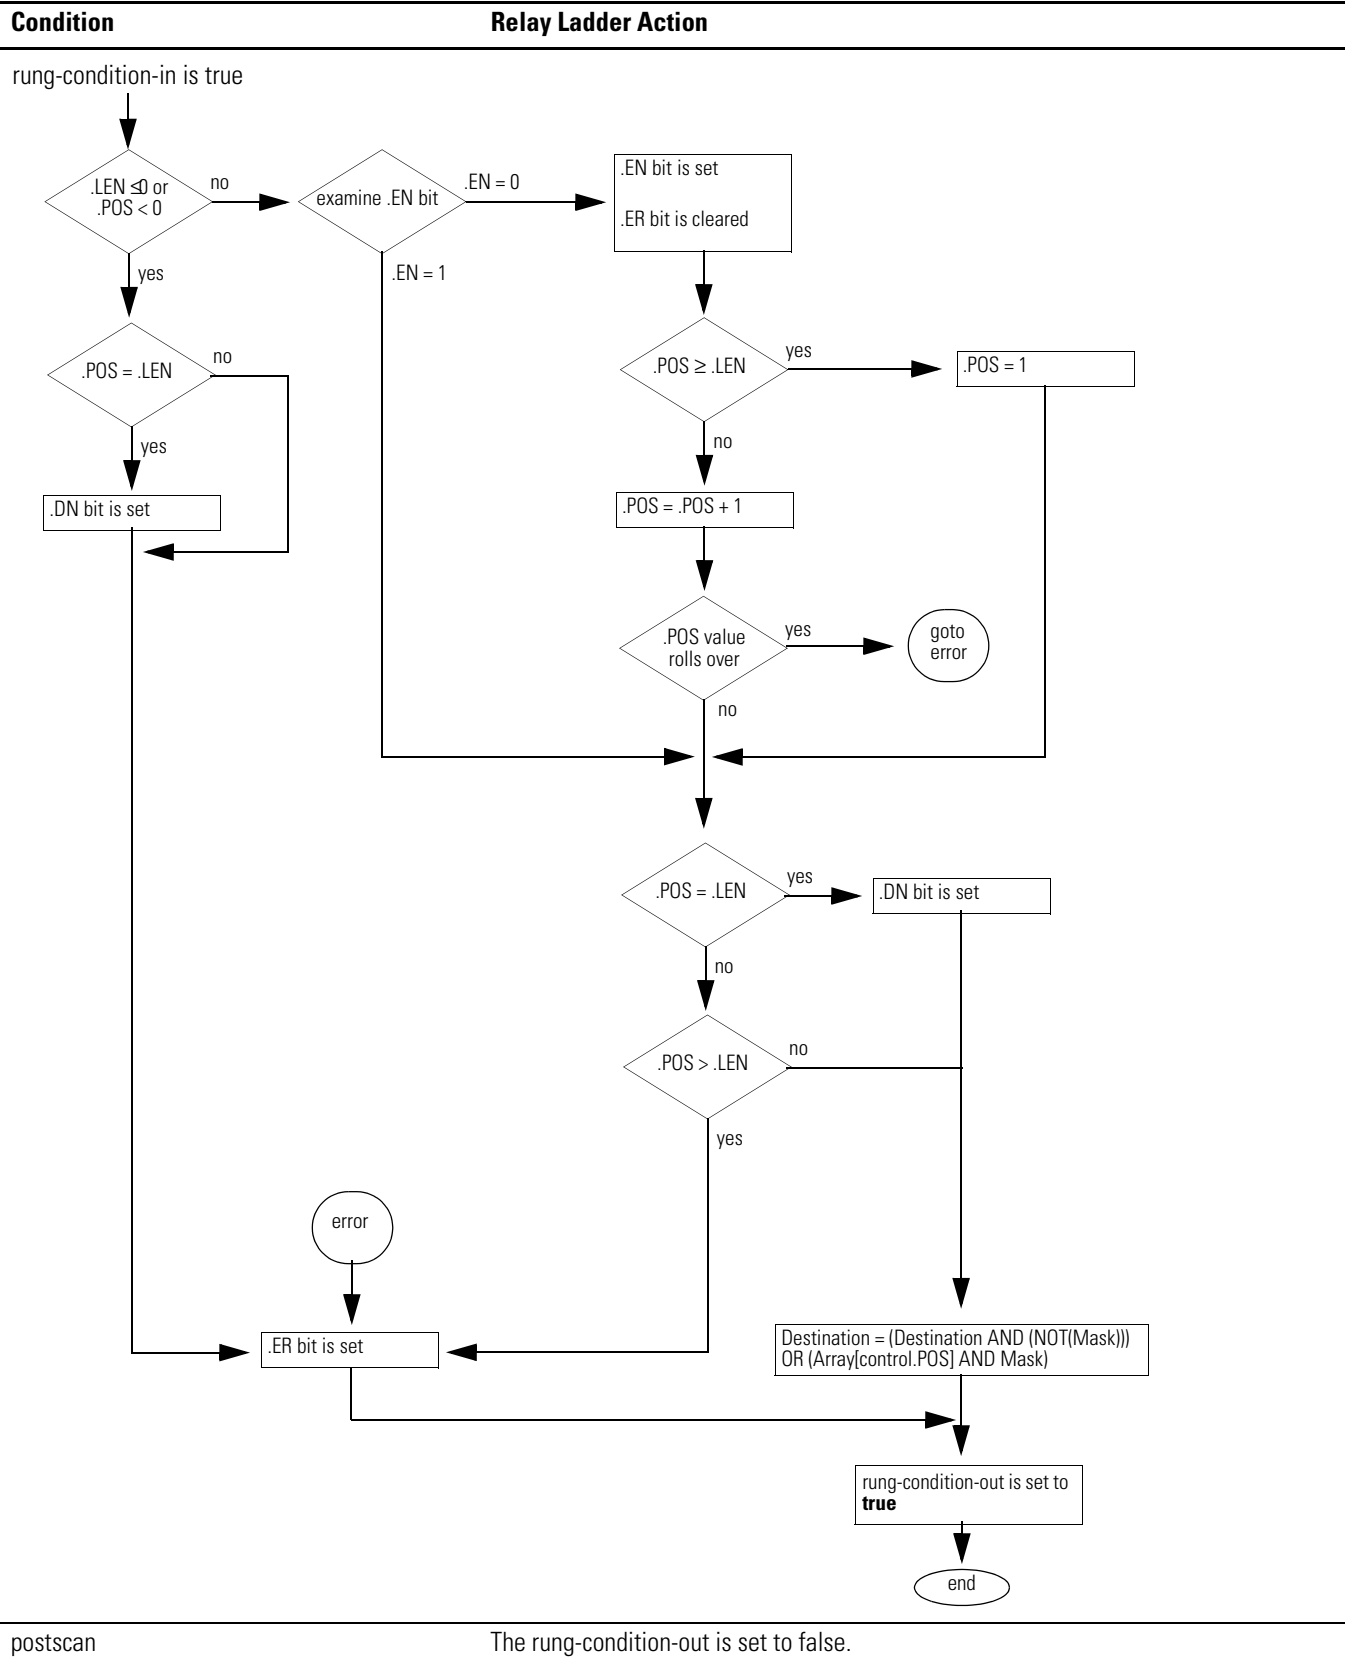 Condition
Relay Ladder Action
rung-condition-in is true
.LEN ≤0 or
.POS < 0
no
yes
examine .EN bit
.EN = 0
.EN = 1
.EN bit is set
.ER bit is cleared
.POS = .LEN
no
yes
.DN bit is set
.POS ≥ .LEN
yes
.POS = 1
no
.POS = .POS + 1
.POS value
rolls over
yes
goto
error
no
.POS = .LEN
yes
.DN bit is set
no
.POS > .LEN
no
yes
error
.ER bit is set
Destination = (Destination AND (NOT(Mask)))
OR (Array[control.POS] AND Mask)
rung-condition-out is set to
true
end
postscan
The rung-condition-out is set to false.